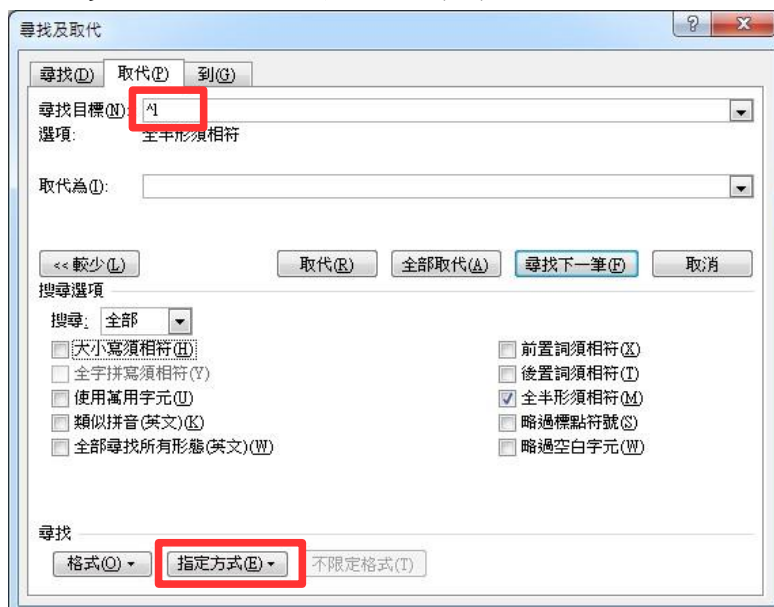 尋找及取代
尋找(D) 取代(P) 到(G)
尋找目標(N): ^l
選項: 全半形須相符
取代為(I):
<< 較少(L) 取代(R) 全部取代(A) 尋找下一筆(F) 取消
搜尋選項
搜尋: 全部
大小寫須相符(H) 前置詞須相符(X)
全字拼寫須相符(Y) 後置詞須相符(T)
使用萬用字元(U) 全半形須相符(M)
類似拼音(英文)(K) 略過標點符號(S)
全部尋找所有形態(英文)(W) 略過空白字元(W)
尋找
格式(O) 指定方式(E) 不限定格式(T)